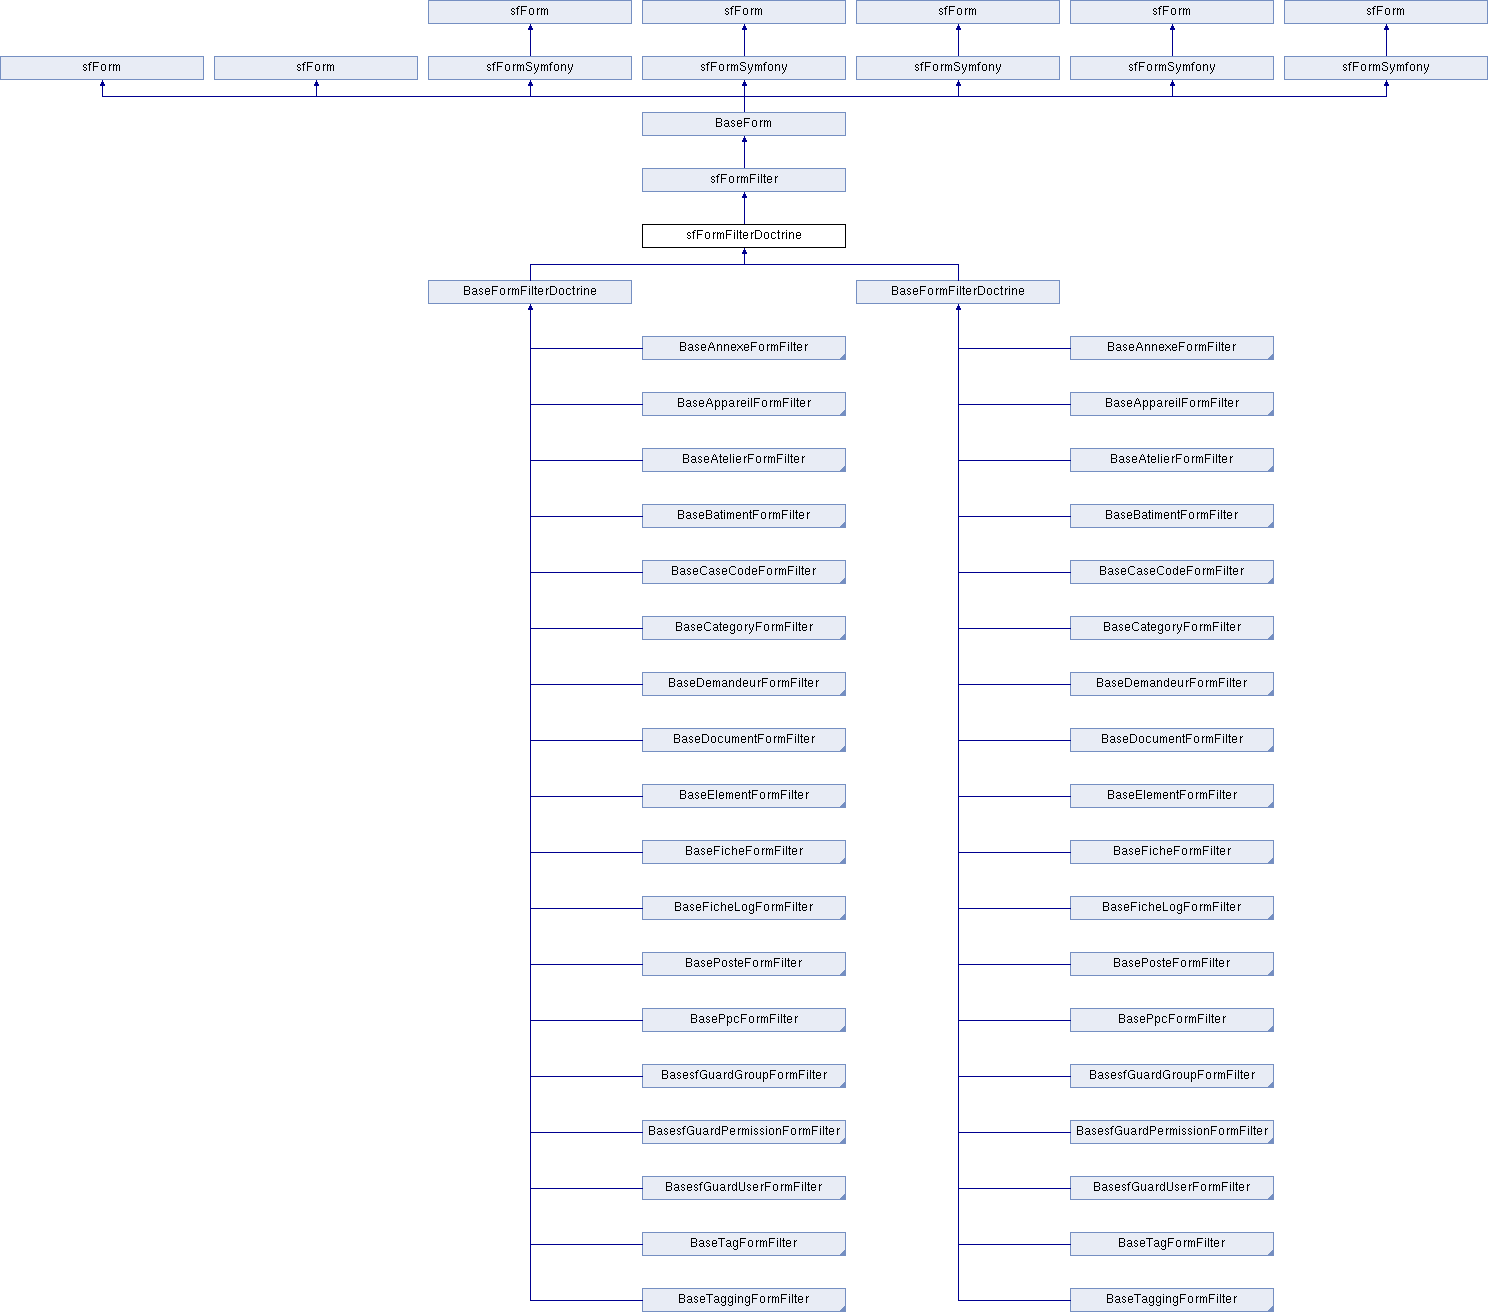 sfForm sfForm sfForm sfForm sfForm
sfForm sfForm sfFormSymfony sfFormSymfony sfFormSymfony sfFormSymfony sfFormSymfony
BaseForm
sfFormFilter
sfFormFilterDoctrine
BaseFormFilterDoctrine BaseFormFilterDoctrine
BaseAnnexeFormFilter BaseAnnexeFormFilter
BaseAppareilFormFilter BaseAppareilFormFilter
BaseAtelierFormFilter BaseAtelierFormFilter
BaseBatimentFormFilter BaseBatimentFormFilter
BaseCaseCodeFormFilter BaseCaseCodeFormFilter
BaseCategoryFormFilter BaseCategoryFormFilter
BaseDemandeurFormFilter BaseDemandeurFormFilter
BaseDocumentFormFilter BaseDocumentFormFilter
BaseElementFormFilter BaseElementFormFilter
BaseFicheFormFilter BaseFicheFormFilter
BaseFicheLogFormFilter BaseFicheLogFormFilter
BasePosteFormFilter BasePosteFormFilter
BasePpcFormFilter BasePpcFormFilter
BasesfGuardGroupFormFilter BasesfGuardGroupFormFilter
BasesfGuardPermissionFormFilter BasesfGuardPermissionFormFilter
BasesfGuardUserFormFilter BasesfGuardUserFormFilter
BaseTagFormFilter BaseTagFormFilter
BaseTaggingFormFilter BaseTaggingFormFilter